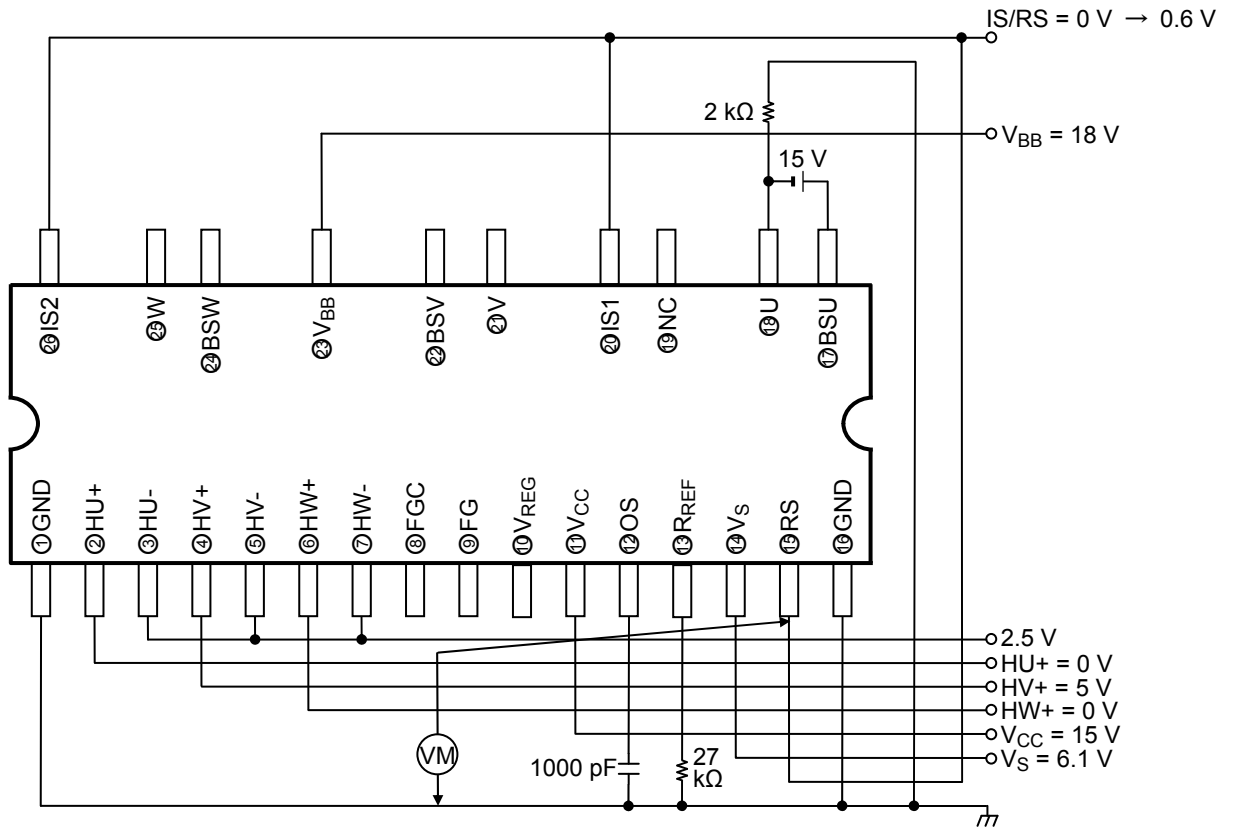 IS/RS = 0 V → 0.6 V
2 kΩ
V_BB = 18 V
15 V
㉖IS2
㉕W
㉔BSW
㉓V_BB
㉒BSV
㉑V
⑳IS1
⑲NC
⑱U
⑰BSU
①GND
②HU+
③HU-
④HV+
⑤HV-
⑥HW+
⑦HW-
⑧FGC
⑨FG
⑩V_REG
⑪V_CC
⑫OS
⑬R_REF
⑭V_S
⑮RS
⑯GND
2.5 V
HU+ = 0 V
HV+ = 5 V
HW+ = 0 V
V_CC = 15 V
V_S = 6.1 V
VM
1000 pF
27
kΩ